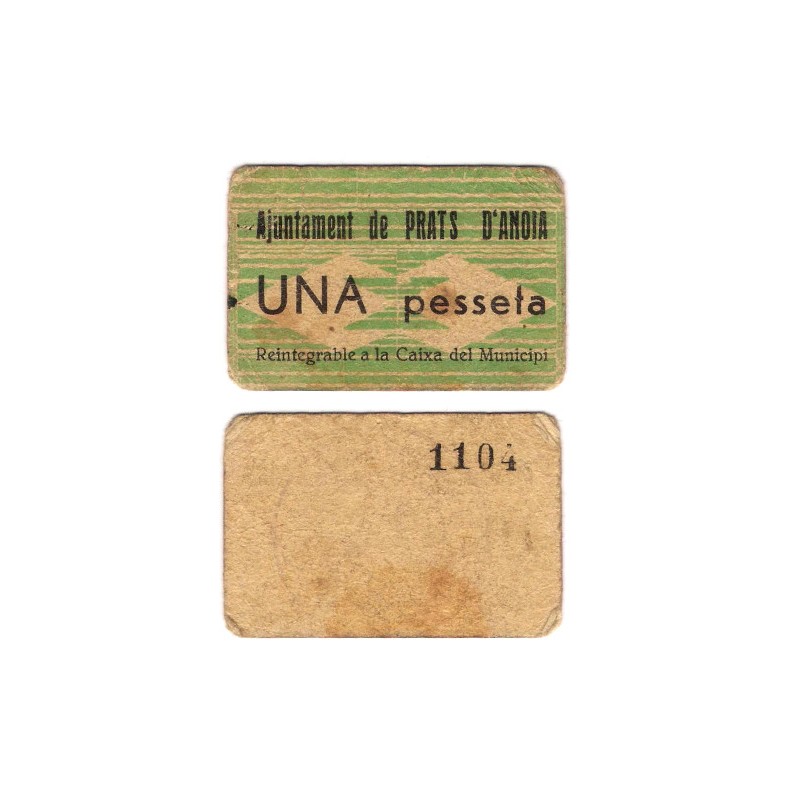 Ajuntament de PRATS D'ANOIA
UNA pesseta
Reintegrable a la Caixa del Municipi
1104